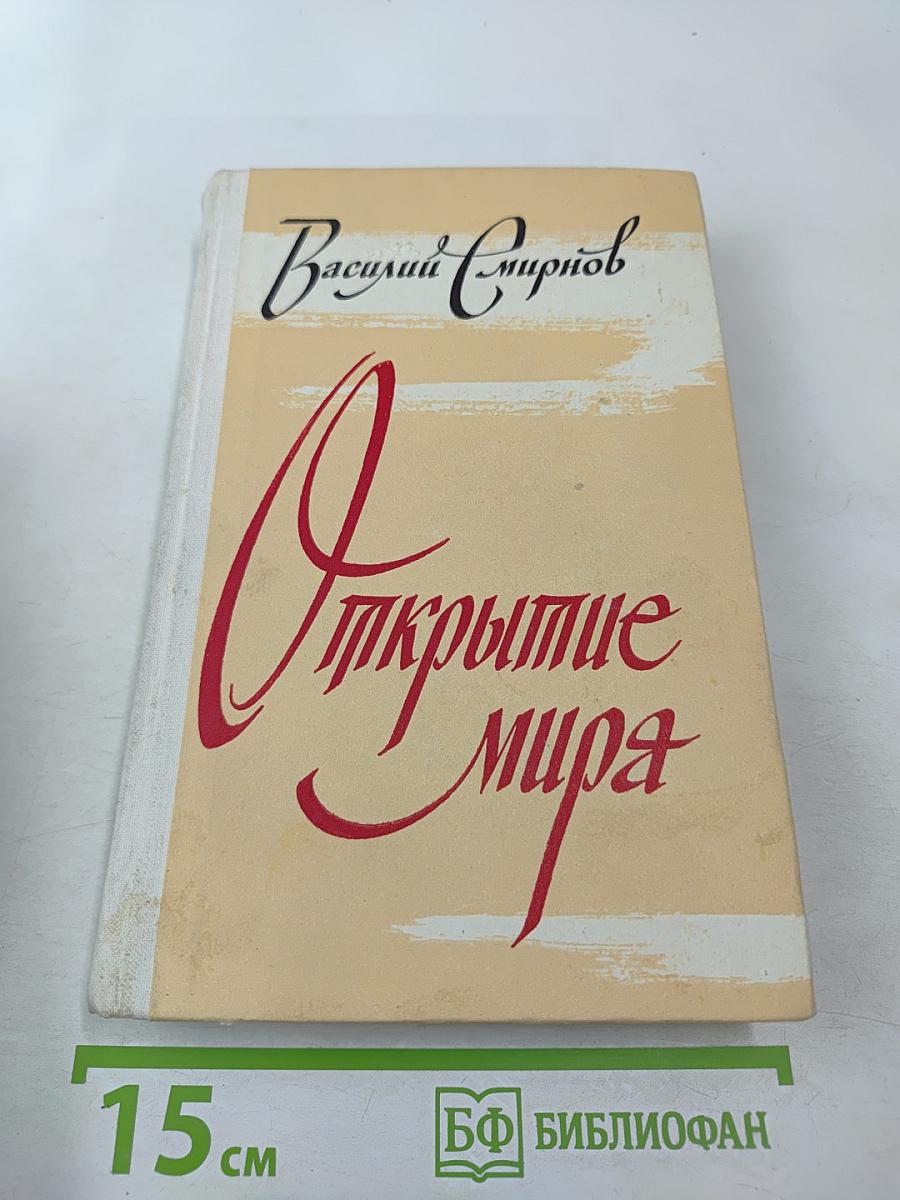 Василий Смирнов
Открытие
мира
15 см
БФ БИБЛИОФАН